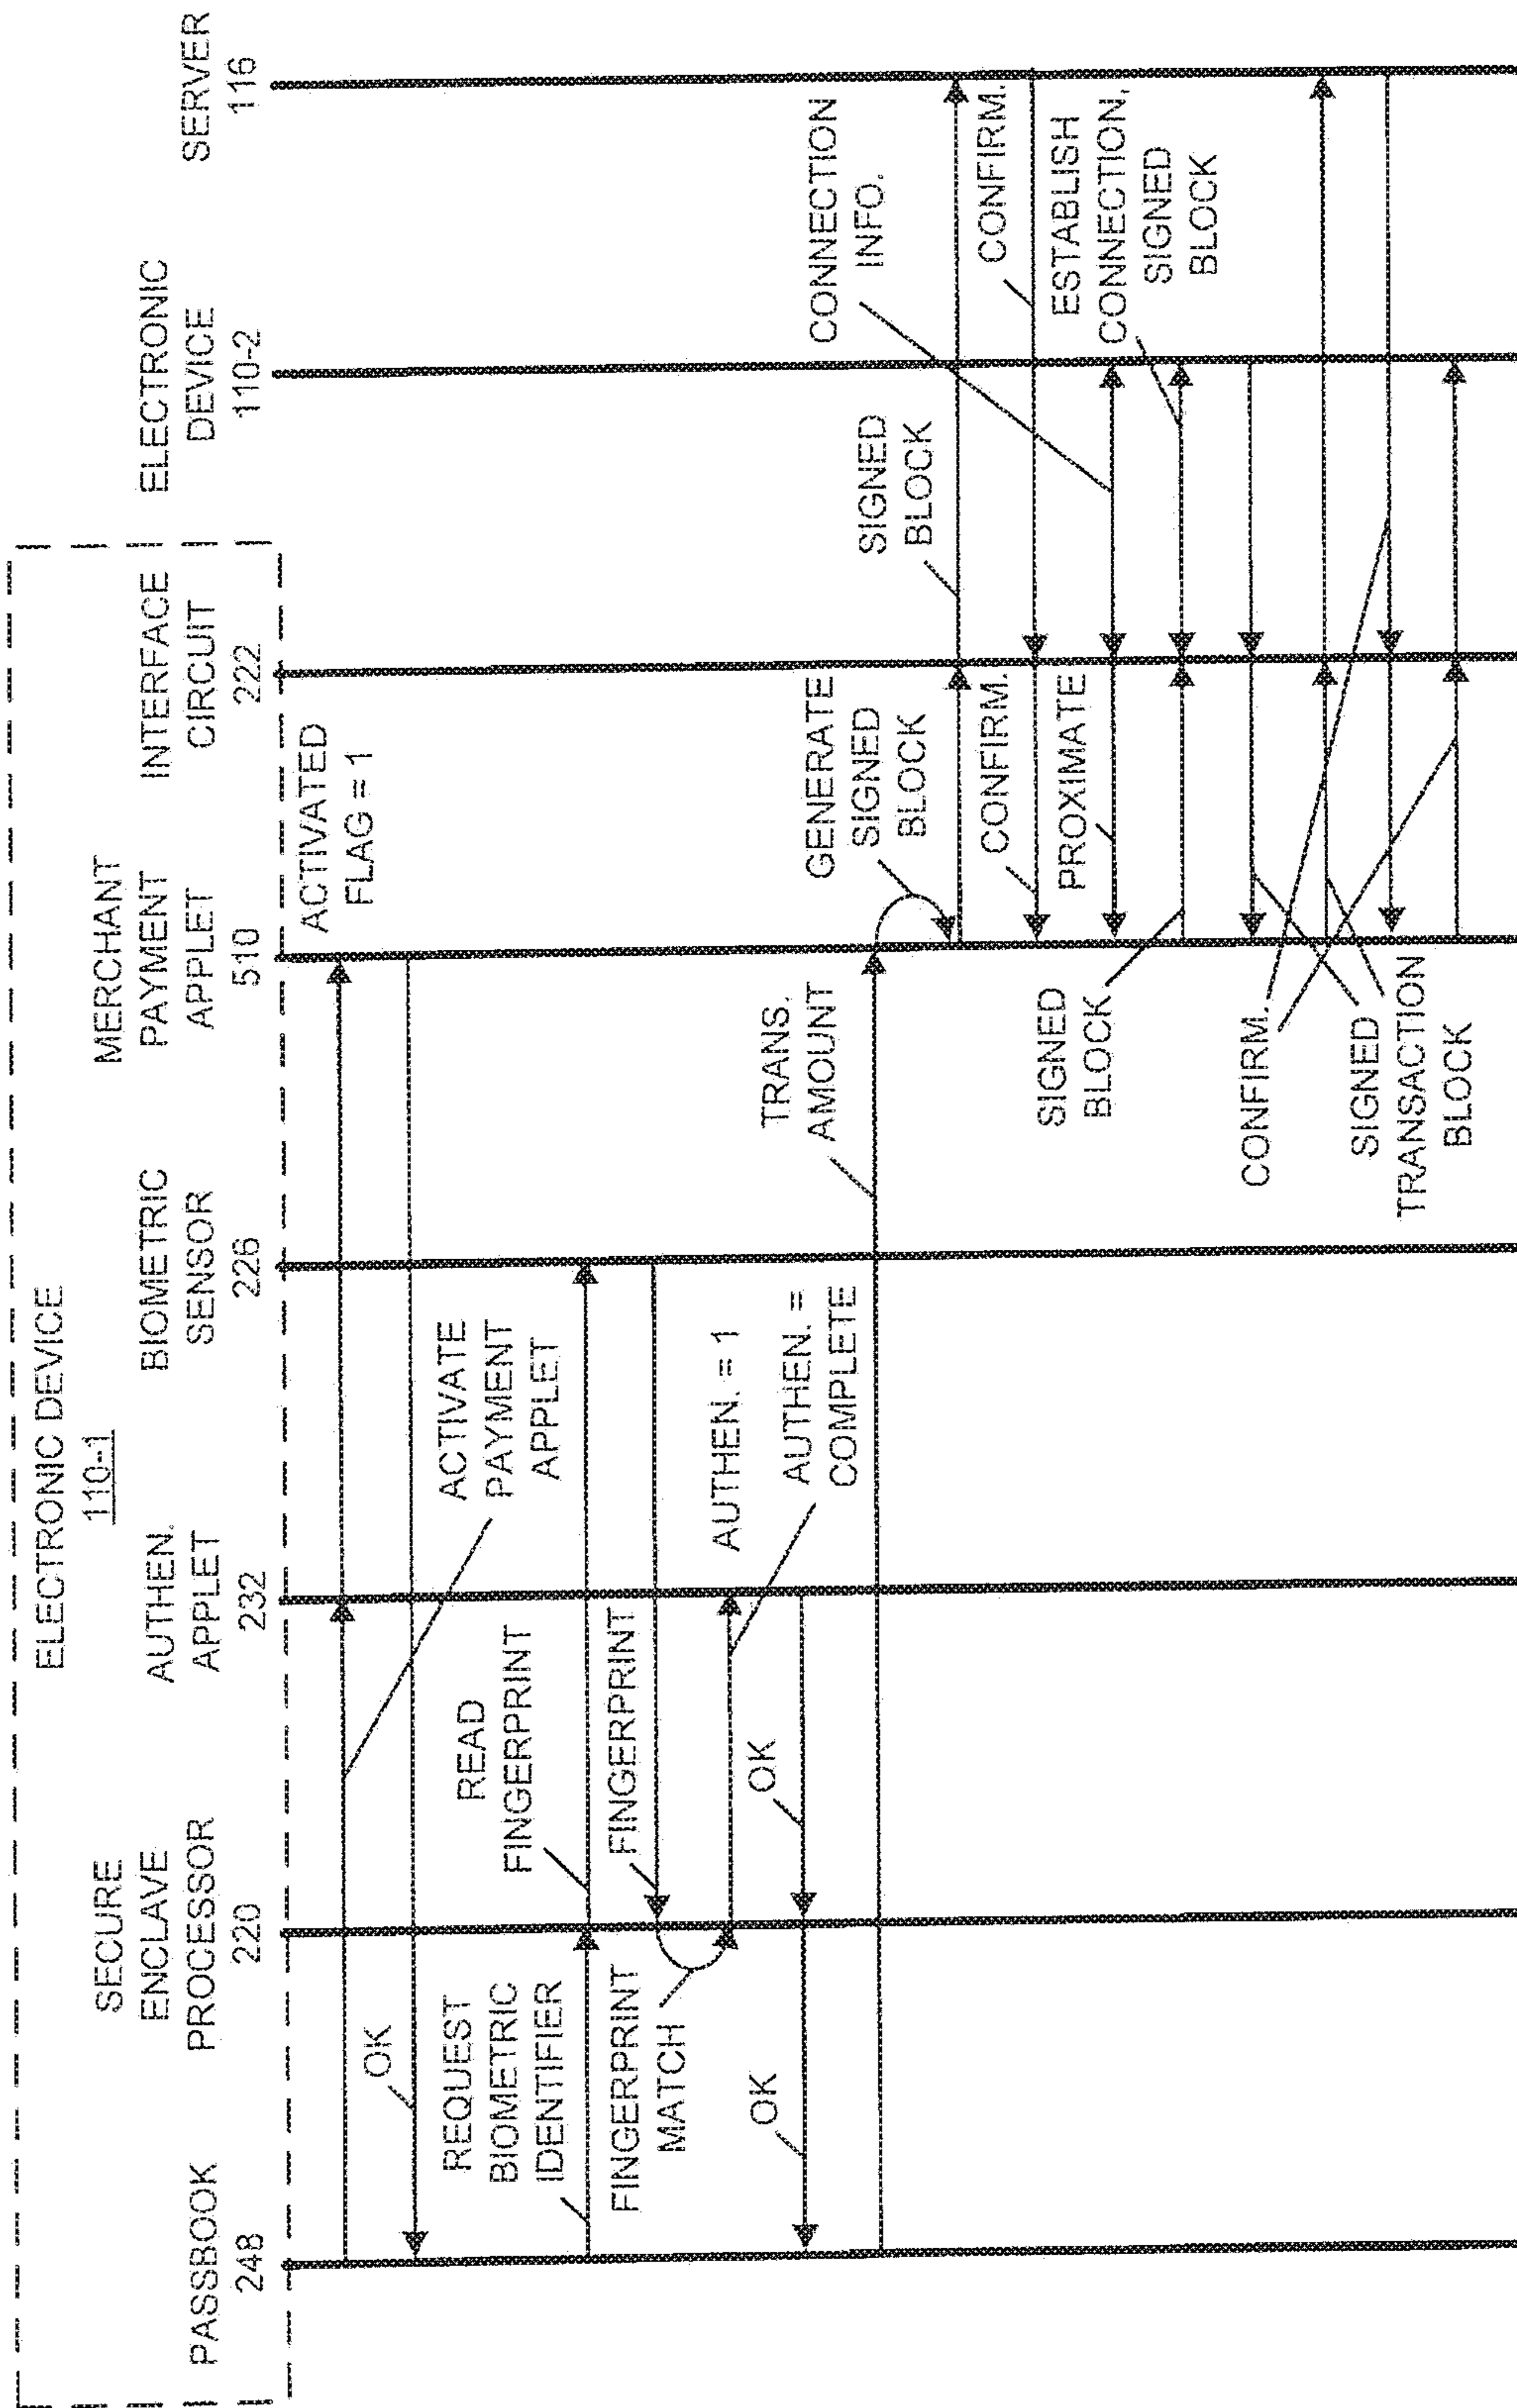 ELECTRONIC DEVICE
110-1
PASSBOOK
248
SECURE
ENCLAVE
PROCESSOR
220
AUTHEN.
APPLET
232
BIOMETRIC
SENSOR
226
MERCHANT
PAYMENT
APPLET
510
INTERFACE
CIRCUIT
222
ELECTRONIC
DEVICE
110-2
SERVER
116
ACTIVATED
FLAG = 1
OK
ACTIVATE
PAYMENT
APPLET
REQUEST
BIOMETRIC
IDENTIFIER
READ
FINGERPRINT
FINGERPRINT
FINGERPRINT
MATCH
AUTHEN. = 1
AUTHEN. =
COMPLETE
OK
OK
TRANS.
AMOUNT
GENERATE
SIGNED
BLOCK
SIGNED
BLOCK
CONNECTION
INFO.
CONFIRM.
CONFIRM.
PROXIMATE
ESTABLISH
CONNECTION,
SIGNED
BLOCK
SIGNED
BLOCK
CONFIRM.
SIGNED
TRANSACTION
BLOCK